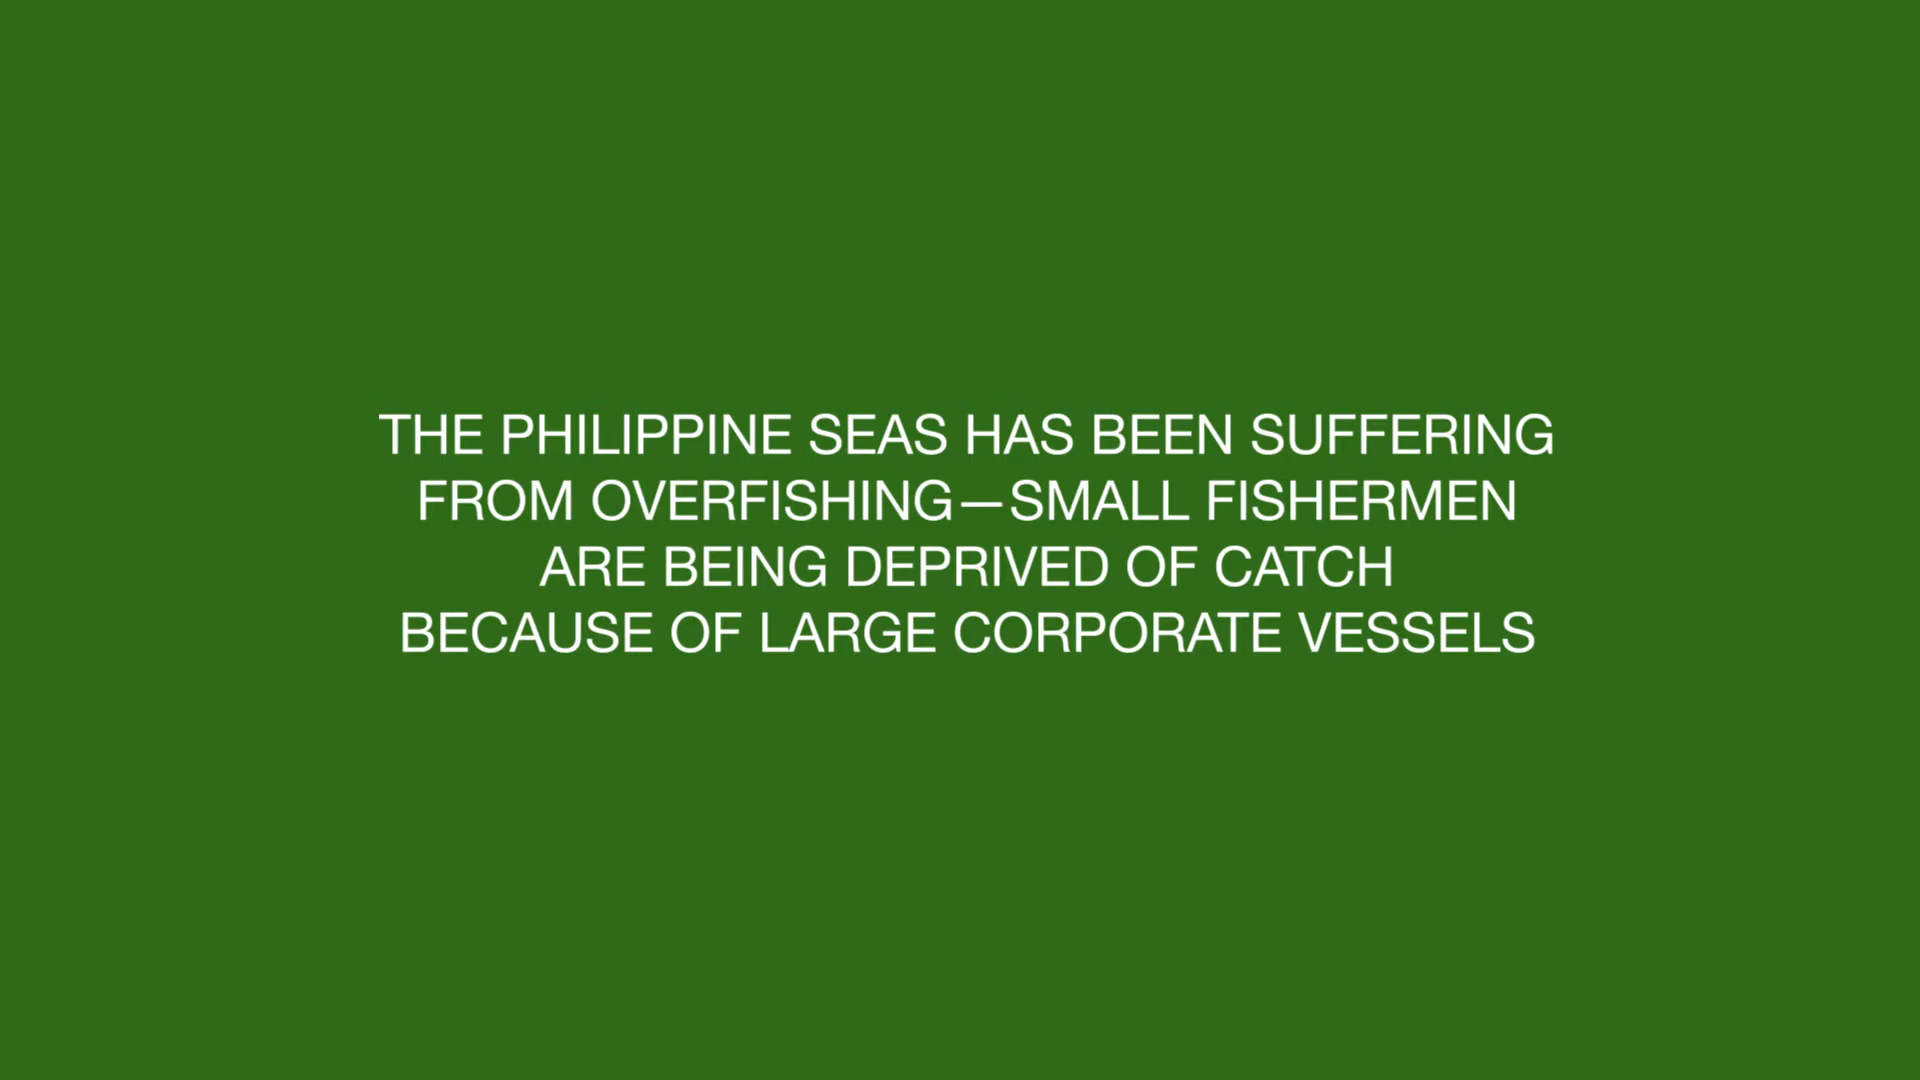 THE PHILIPPINE SEAS HAS BEEN SUFFERING
FROM OVERFISHING—SMALL FISHERMEN
ARE BEING DEPRIVED OF CATCH
BECAUSE OF LARGE CORPORATE VESSELS